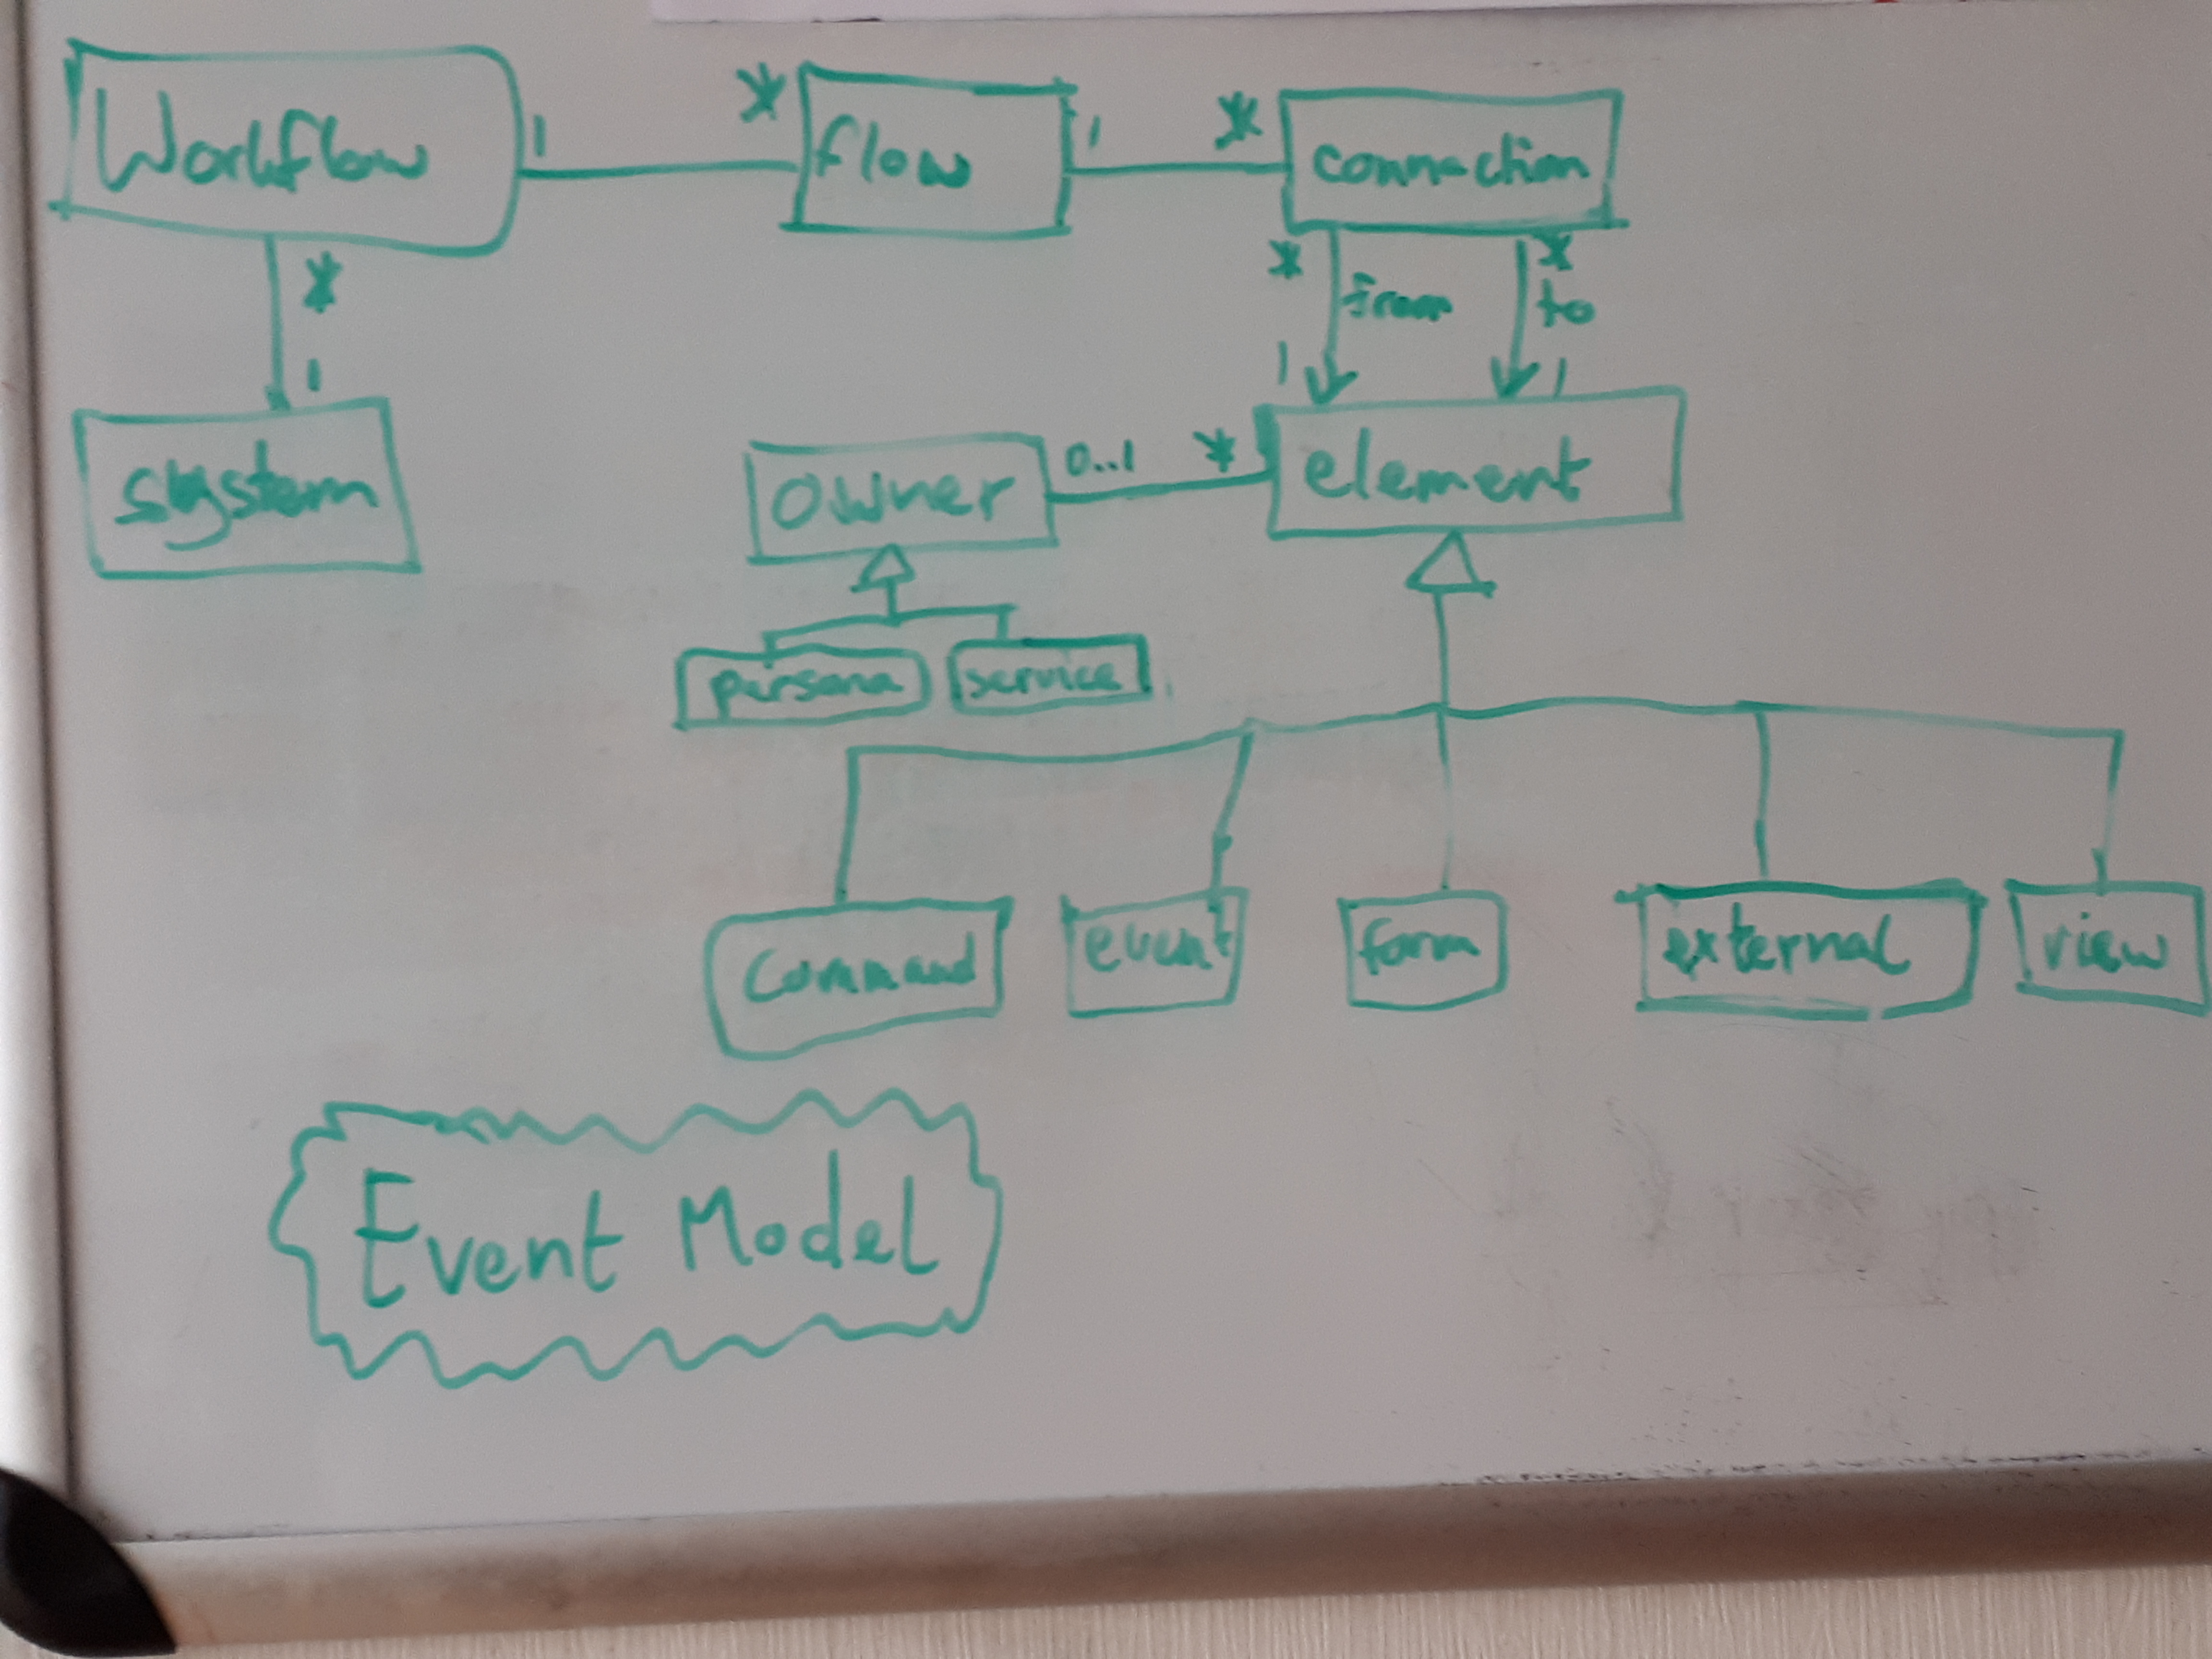 Workflow 1 * flow 1 * connection
* * from * to
1 1 1
system owner 0..1 * element
persona service
command event form external view
Event Model